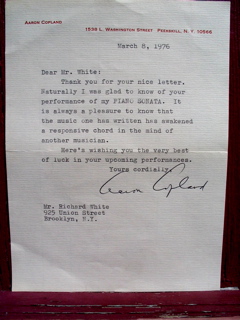 AARON COPLAND
1538 L. WASHINGTON STREET PEEKSKILL, N. Y. 10566
March 8, 1976
Dear Mr. White:
Thank you for your nice letter.
Naturally I was glad to know of your
performance of my PIANO SONATA. It
is always a pleasure to know that
the music one has written has awakened
a responsive chord in the mind of
another musician.
Here's wishing you the very best
of luck in your upcoming performances.
Yours cordially,
Aaron Copland
Mr. Richard White
925 Union Street
Brooklyn, N.Y.